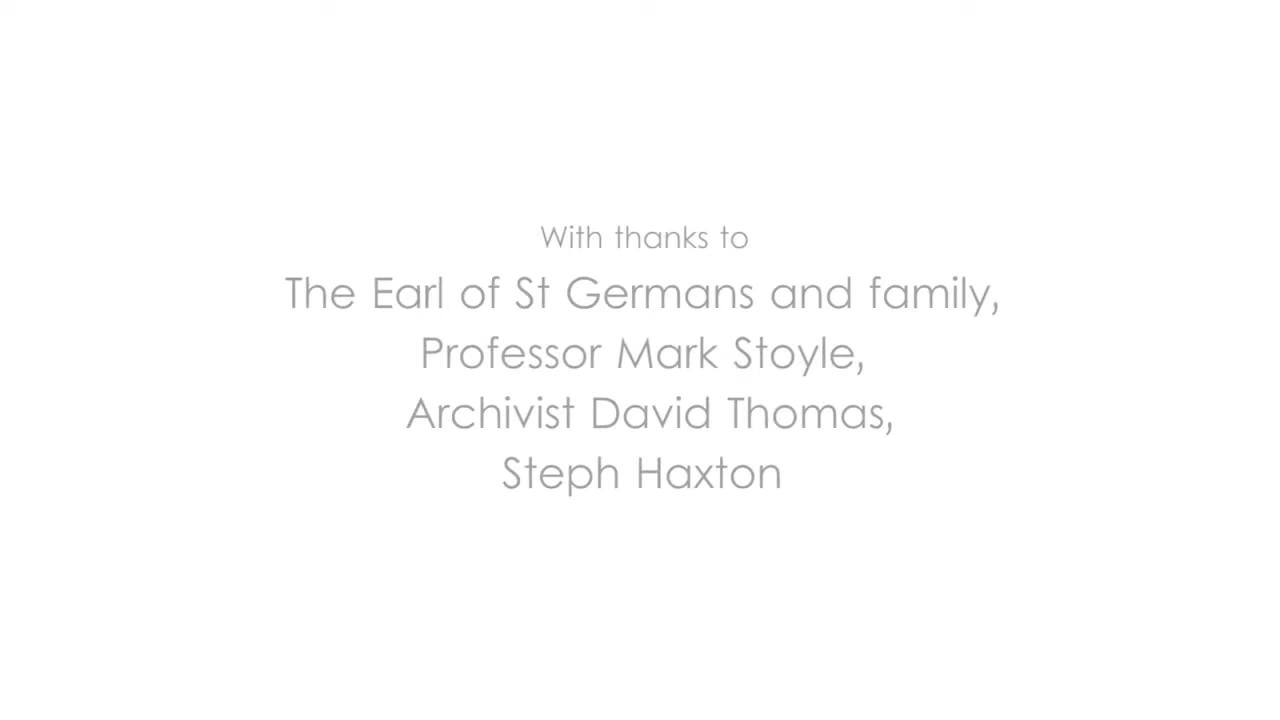 With thanks to
The Earl of St Germans and family,
Professor Mark Stoyle,
Archivist David Thomas,
Steph Haxton